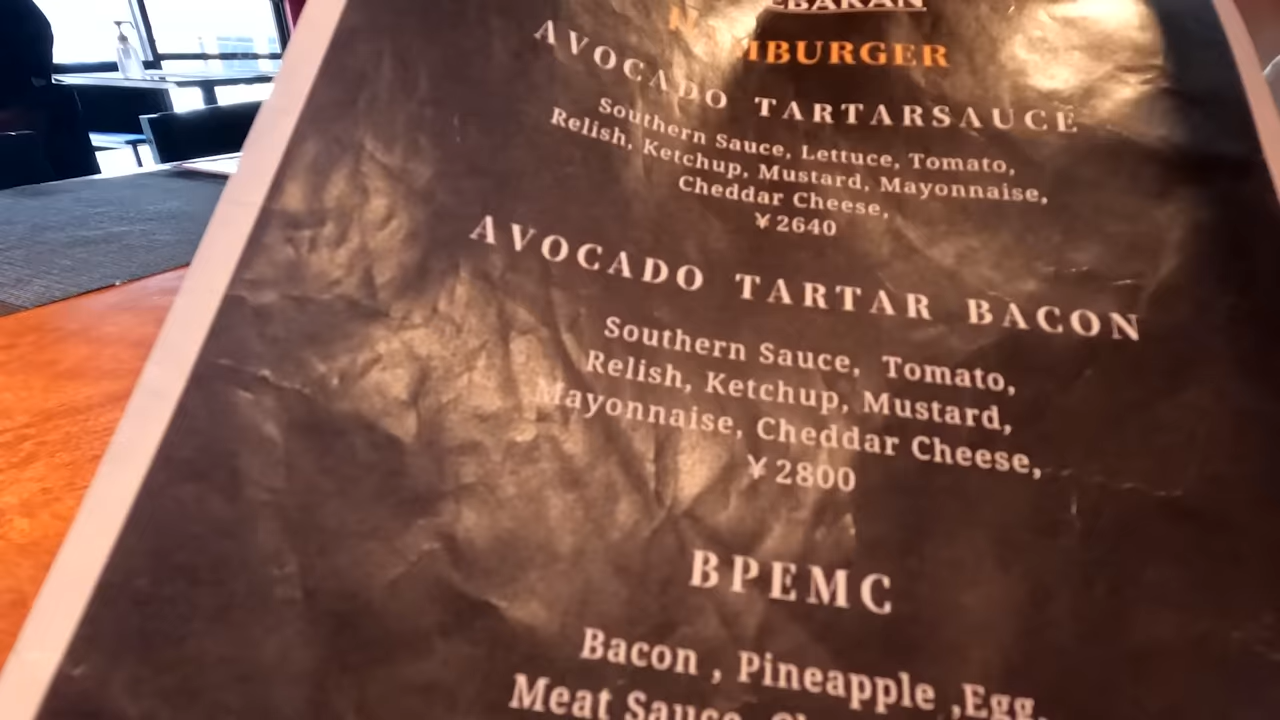 AVOCADO TARTARSAUCE
Southern Sauce, Lettuce, Tomato,
Relish, Ketchup, Mustard, Mayonnaise,
Cheddar Cheese,
¥2640
AVOCADO TARTAR BACON
Southern Sauce, Tomato,
Relish, Ketchup, Mustard,
Mayonnaise, Cheddar Cheese,
¥2800
BPEMC
Bacon , Pineapple ,Egg,
Meat Sauce,